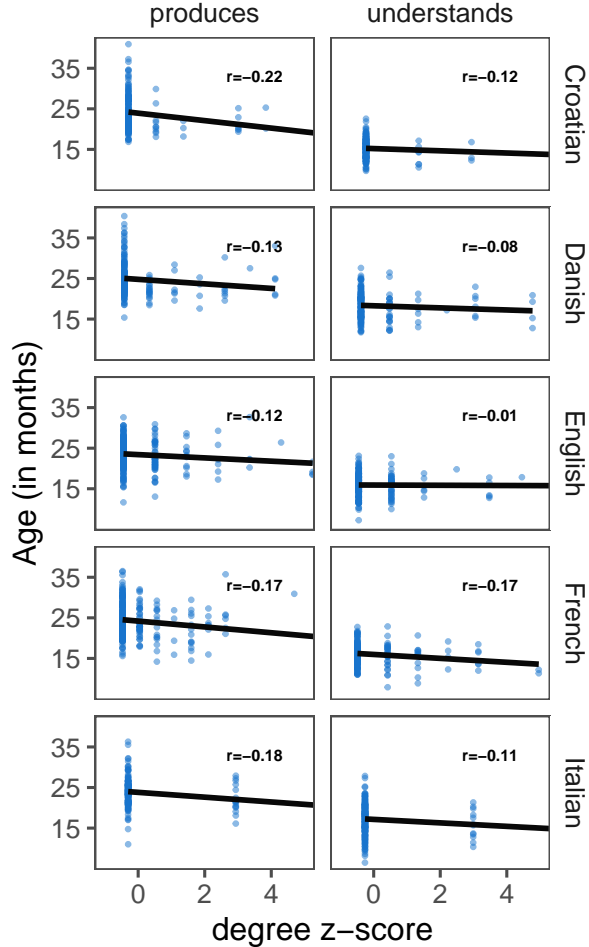 produces understands
35
25
15
r=−0.22
r=−0.12
Croatian
35
25
15
r=−0.13
r=−0.08
Danish
35
25
15
r=−0.12
r=−0.01
English
35
25
15
r=−0.17
r=−0.17
French
35
25
15
r=−0.18
r=−0.11
Italian
Age (in months)
0 2 4 0 2 4
degree z−score